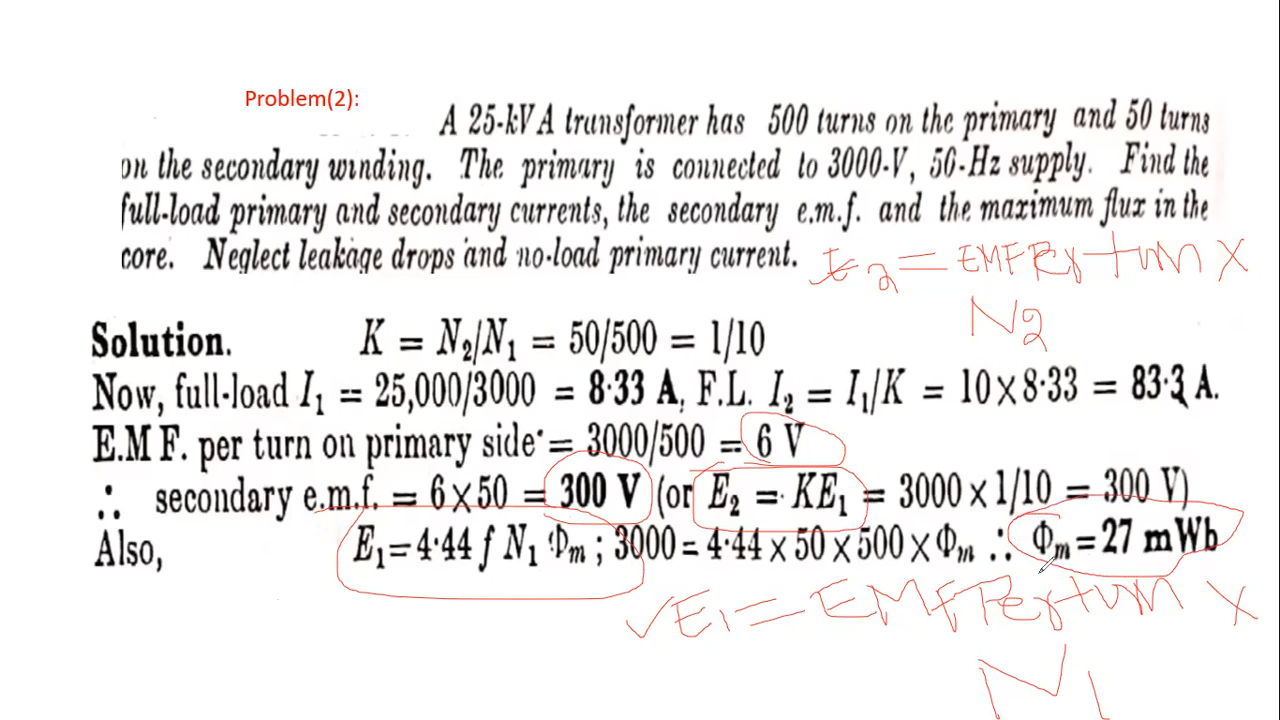 Problem(2):
A 25-kVA transformer has 500 turns on the primary and 50 turns
on the secondary winding. The primary is connected to 3000-V, 50-Hz supply. Find the
full-load primary and secondary currents, the secondary e.m.f. and the maximum flux in the
core. Neglect leakage drops and no-load primary current.
E2 = EMF Per turn X
N2
Solution. K = N₂/N₁ = 50/500 = 1/10
Now, full-load I₁ = 25,000/3000 = 8·33 A, F.L. I₂ = I₁/K = 10×8·33 = 83·3 A.
E.M F. per turn on primary side = 3000/500 = 6 V
∴ secondary e.m.f. = 6×50 = 300 V (or E₂ = KE₁ = 3000×1/10 = 300 V)
Also, E₁=4·44 f N₁ Φₘ ; 3000=4·44×50×500×Φₘ ∴ Φₘ=27 mWb
✓E1 = EMF Per turn X
N1